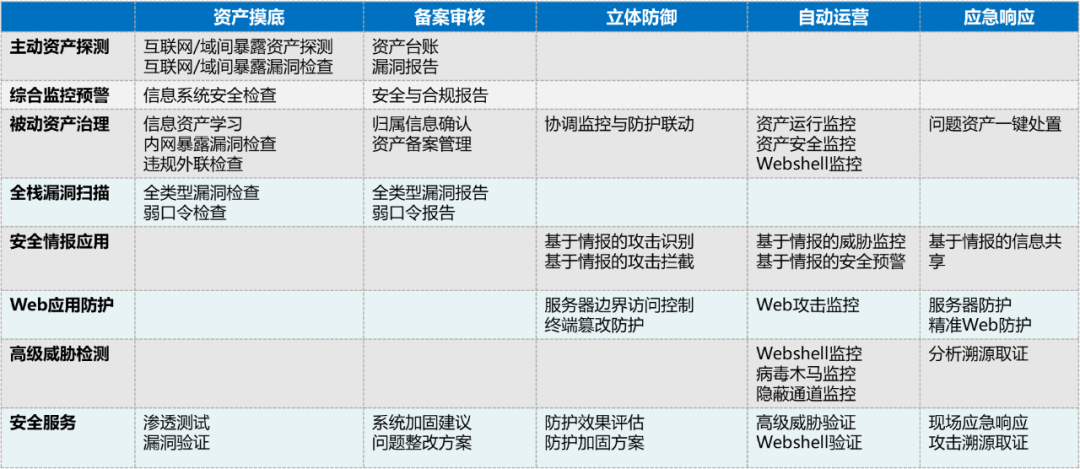 资产摸底 备案审核 立体防御 自动运营 应急响应
主动资产探测 互联网/域间暴露资产探测 资产台账
互联网/域间暴露漏洞检查 漏洞报告
综合监控预警 信息系统安全检查 安全与合规报告
被动资产治理 信息资产学习 归属信息确认 协调监控与防护联动 资产运行监控 问题资产一键处置
内网暴露漏洞检查 资产备案管理 资产安全监控
违规外联检查 Webshell监控
全栈漏洞扫描 全类型漏洞检查 全类型漏洞报告
弱口令检查 弱口令报告
安全情报应用 基于情报的攻击识别 基于情报的威胁监控 基于情报的信息共
基于情报的攻击拦截 基于情报的安全预警 享
Web应用防护 服务器边界访问控制 Web攻击监控 服务器防护
终端篡改防护 精准Web防护
高级威胁检测 Webshell监控 分析溯源取证
病毒木马监控
隐蔽通道监控
安全服务 渗透测试 系统加固建议 防护效果评估 高级威胁验证 现场应急响应
漏洞验证 问题整改方案 防护加固方案 Webshell验证 攻击溯源取证